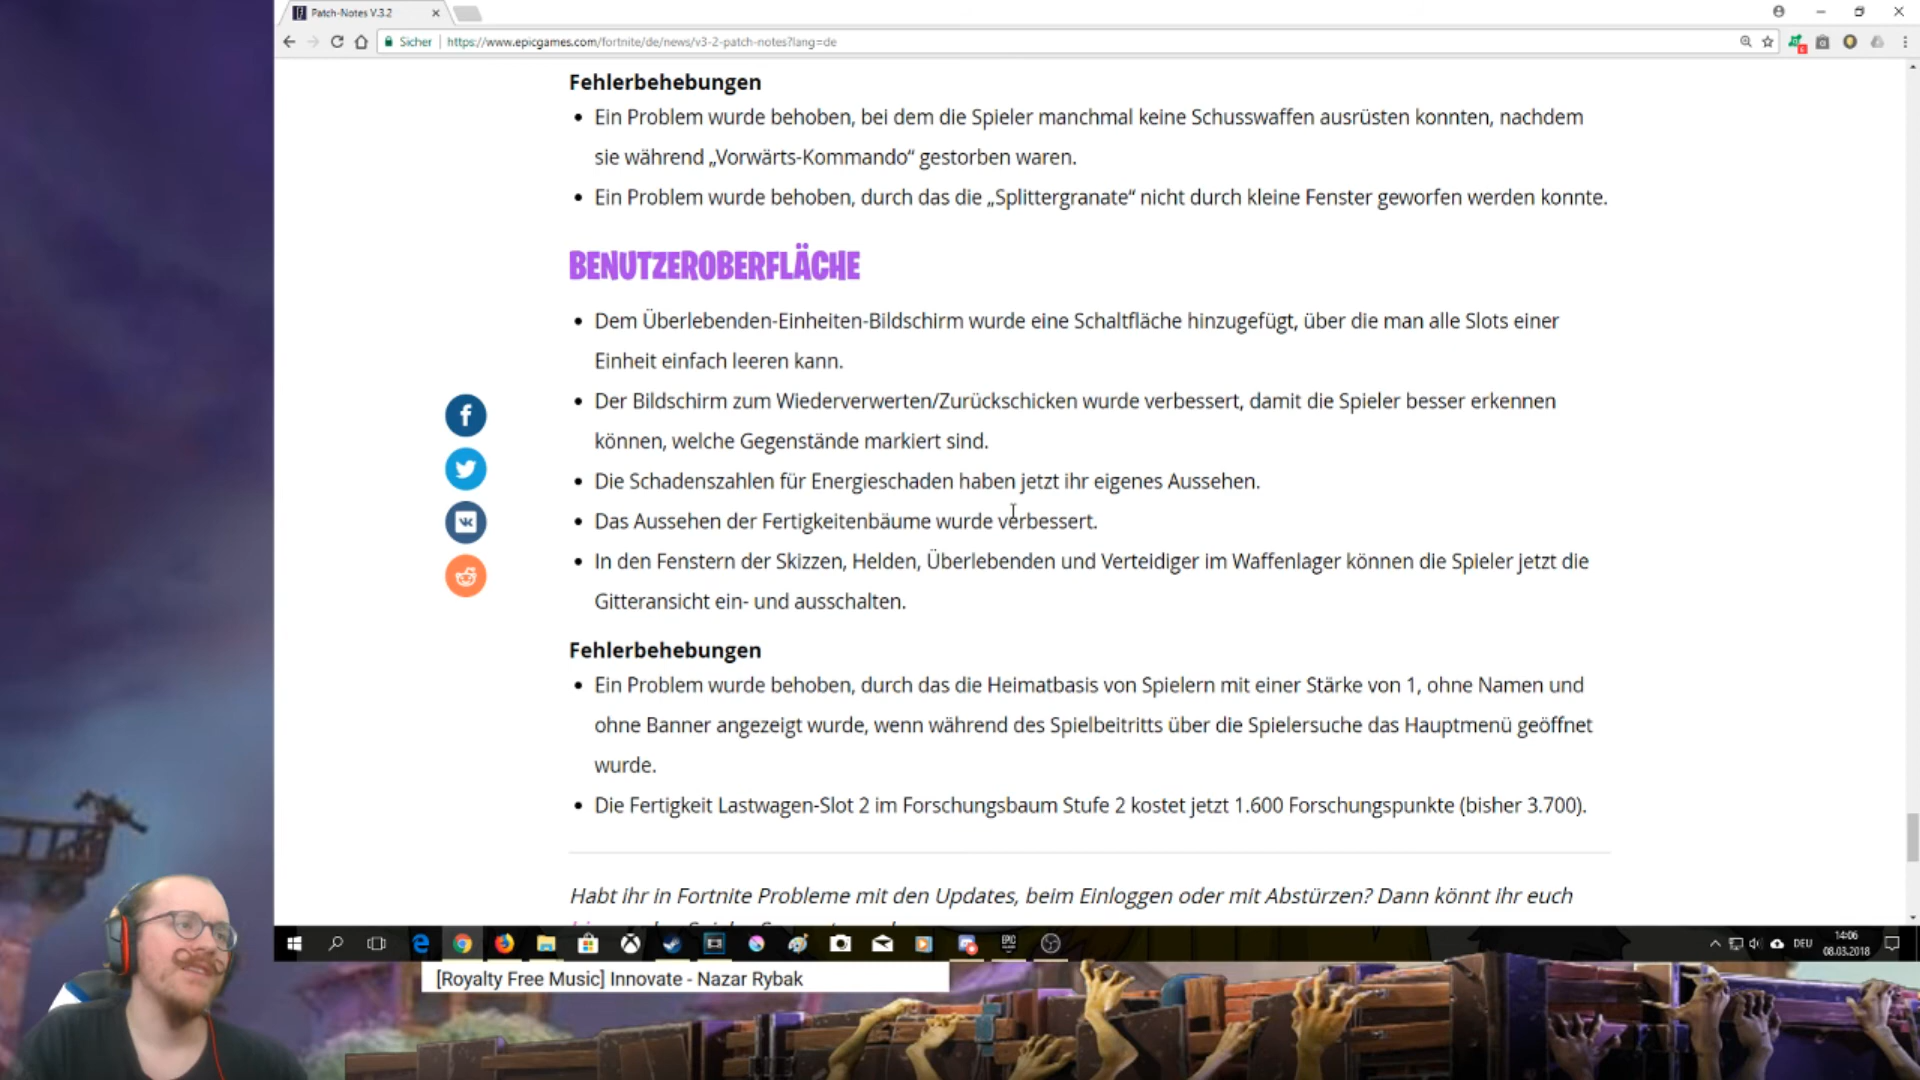 Patch-Notes V.3.2
Sicher
https://www.epicgames.com/fortnite/de/news/v3-2-patch-notes?lang=de
Fehlerbehebungen
• Ein Problem wurde behoben, bei dem die Spieler manchmal keine Schusswaffen ausrüsten konnten, nachdem
sie während „Vorwärts-Kommando“ gestorben waren.
• Ein Problem wurde behoben, durch das die „Splittergranate“ nicht durch kleine Fenster geworfen werden konnte.
BENUTZEROBERFLÄCHE
• Dem Überlebenden-Einheiten-Bildschirm wurde eine Schaltfläche hinzugefügt, über die man alle Slots einer
Einheit einfach leeren kann.
• Der Bildschirm zum Wiederverwerten/Zurückschicken wurde verbessert, damit die Spieler besser erkennen
können, welche Gegenstände markiert sind.
• Die Schadenszahlen für Energieschaden haben jetzt ihr eigenes Aussehen.
• Das Aussehen der Fertigkeitenbäume wurde verbessert.
• In den Fenstern der Skizzen, Helden, Überlebenden und Verteidiger im Waffenlager können die Spieler jetzt die
Gitteransicht ein- und ausschalten.
Fehlerbehebungen
• Ein Problem wurde behoben, durch das die Heimatbasis von Spielern mit einer Stärke von 1, ohne Namen und
ohne Banner angezeigt wurde, wenn während des Spielbeitritts über die Spielersuche das Hauptmenü geöffnet
wurde.
• Die Fertigkeit Lastwagen-Slot 2 im Forschungsbaum Stufe 2 kostet jetzt 1.600 Forschungspunkte (bisher 3.700).
Habt ihr in Fortnite Probleme mit den Updates, beim Einloggen oder mit Abstürzen? Dann könnt ihr euch
EPIC
DEU
14:06
08.03.2018
[Royalty Free Music] Innovate - Nazar Rybak